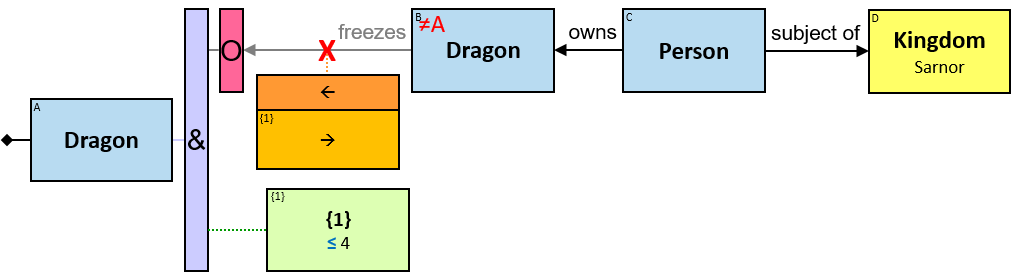 A
Dragon
&
O
X
freezes
←
{1}
→
B
≠A
Dragon
owns
C
Person
subject of
D
Kingdom
Sarnor
{1}
{1}
≤ 4